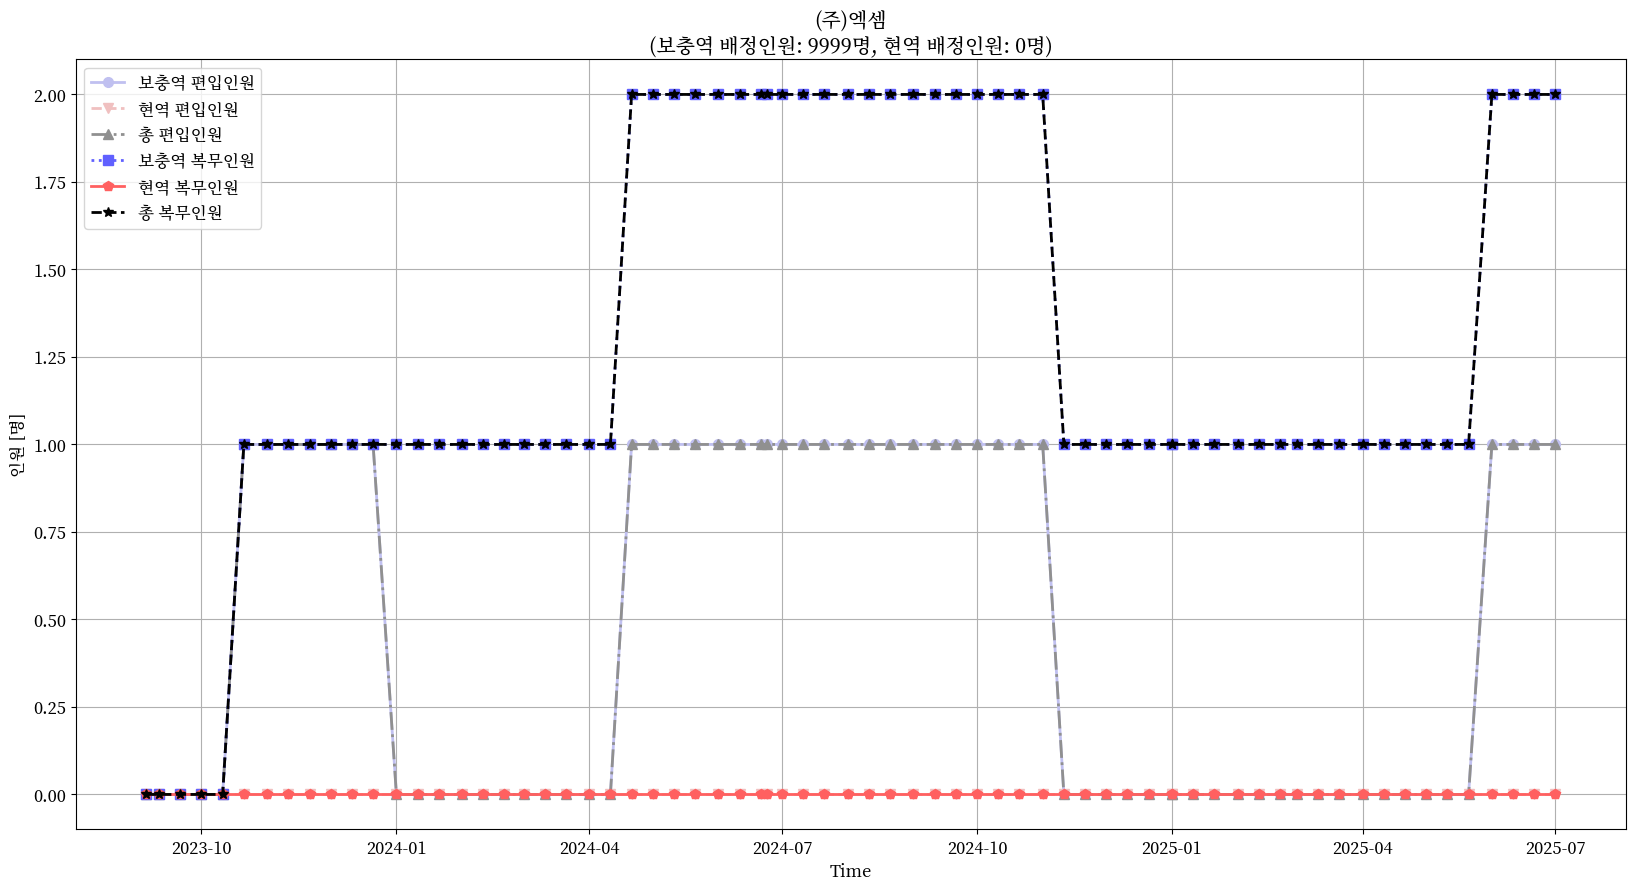 (주)엑셈
(보충역 배정인원: 9999명, 현역 배정인원: 0명)
보충역 편입인원
현역 편입인원
총 편입인원
보충역 복무인원
현역 복무인원
총 복무인원
2.00
1.75
1.50
1.25
1.00
0.75
0.50
0.25
0.00
인원 [명]
2023-10
2024-01
2024-04
2024-07
2024-10
2025-01
2025-04
2025-07
Time